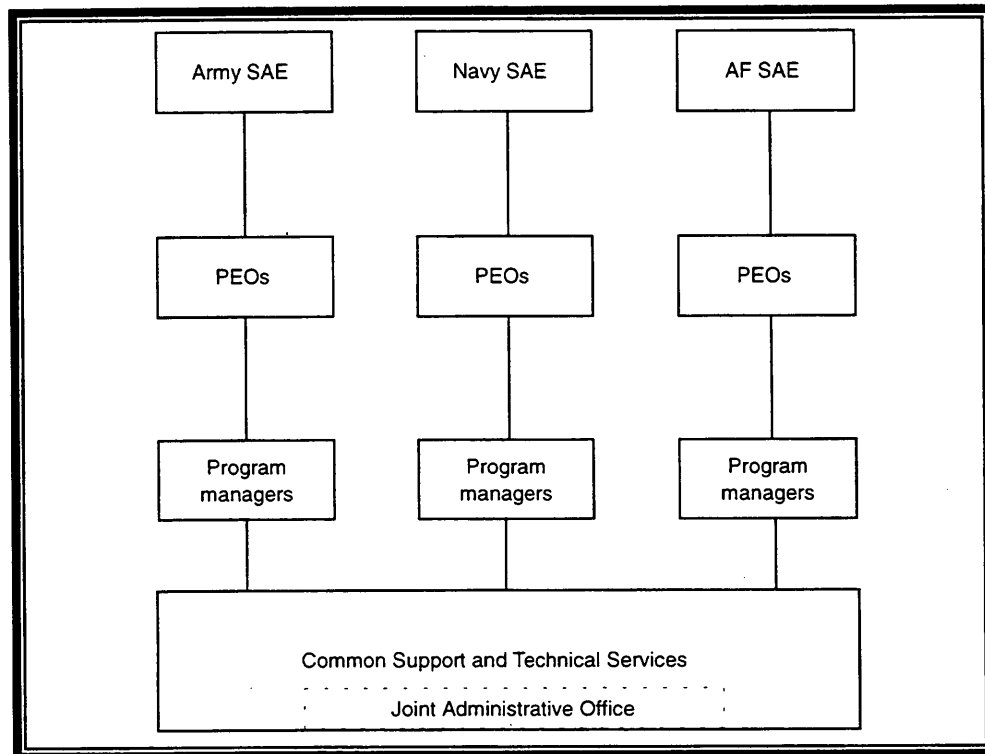 Army SAE
Navy SAE
AF SAE
PEOs
PEOs
PEOs
Program
managers
Program
managers
Program
managers
Common Support and Technical Services
Joint Administrative Office